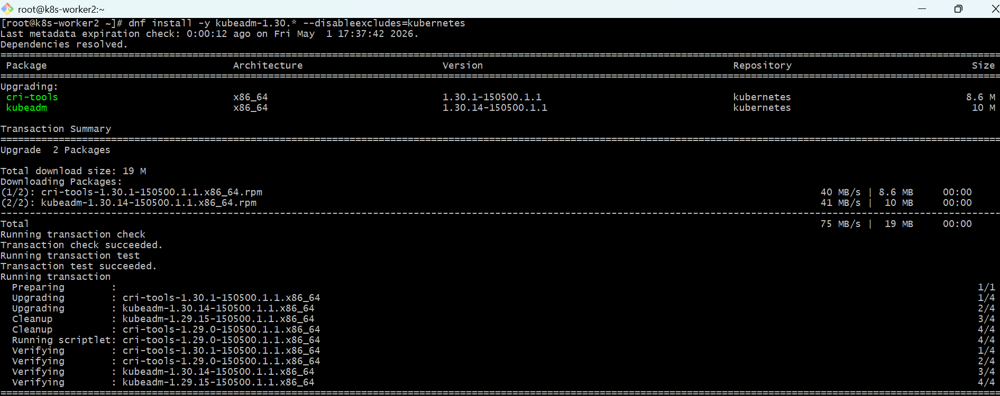 root@k8s-worker2:~
[root@k8s-worker2 ~]# dnf install -y kubeadm-1.30.* --disableexcludes=kubernetes
Last metadata expiration check: 0:00:12 ago on Fri May  1 17:37:42 2026.
Dependencies resolved.
Package Architecture Version Repository Size
Upgrading:
cri-tools x86_64 1.30.1-150500.1.1 kubernetes 8.6 M
kubeadm x86_64 1.30.14-150500.1.1 kubernetes 10 M
Transaction Summary
Upgrade  2 Packages
Total download size: 19 M
Downloading Packages:
(1/2): cri-tools-1.30.1-150500.1.1.x86_64.rpm 40 MB/s | 8.6 MB 00:00
(2/2): kubeadm-1.30.14-150500.1.1.x86_64.rpm 41 MB/s | 10 MB 00:00
Total 75 MB/s | 19 MB 00:00
Running transaction check
Transaction check succeeded.
Running transaction test
Transaction test succeeded.
Running transaction
Preparing : 1/1
Upgrading : cri-tools-1.30.1-150500.1.1.x86_64 1/4
Upgrading : kubeadm-1.30.14-150500.1.1.x86_64 2/4
Cleanup : kubeadm-1.29.15-150500.1.1.x86_64 3/4
Cleanup : cri-tools-1.29.0-150500.1.1.x86_64 4/4
Running scriptlet: cri-tools-1.29.0-150500.1.1.x86_64 4/4
Verifying : cri-tools-1.30.1-150500.1.1.x86_64 1/4
Verifying : cri-tools-1.29.0-150500.1.1.x86_64 2/4
Verifying : kubeadm-1.30.14-150500.1.1.x86_64 3/4
Verifying : kubeadm-1.29.15-150500.1.1.x86_64 4/4